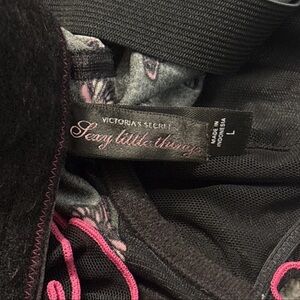 VICTORIA'S SECRET
Sexy little things
MADE IN
INDONESIA
L